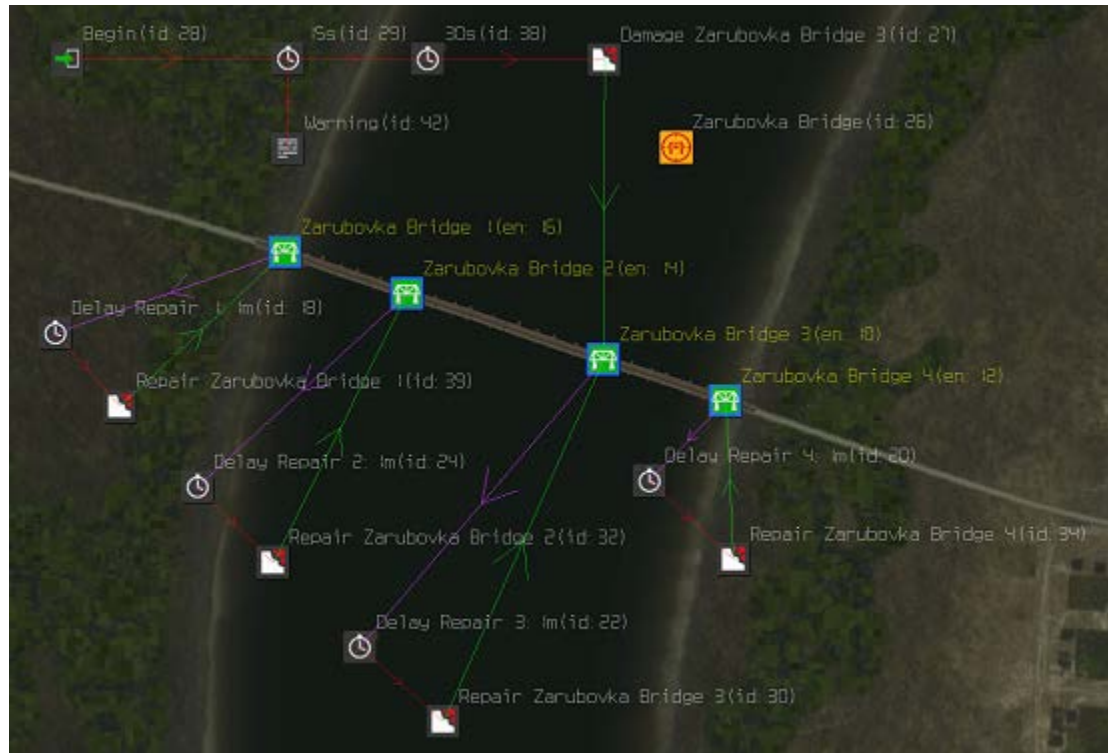 Begin(id: 28)
15s(id: 29)
30s(id: 38)
Damage Zarubovka Bridge 3(id: 27)
Warning(id: 42)
Zarubovka Bridge(id: 26)
Zarubovka Bridge 1(en: 16)
Zarubovka Bridge 2(en: 14)
Delay Repair 1: 1m(id: 18)
Zarubovka Bridge 3(en: 10)
Repair Zarubovka Bridge 1(id: 39)
Zarubovka Bridge 4(en: 12)
Delay Repair 2: 1m(id: 24)
Delay Repair 4: 1m(id: 20)
Repair Zarubovka Bridge 2(id: 32)
Repair Zarubovka Bridge 4(id: 34)
Delay Repair 3: 1m(id: 22)
Repair Zarubovka Bridge 3(id: 30)